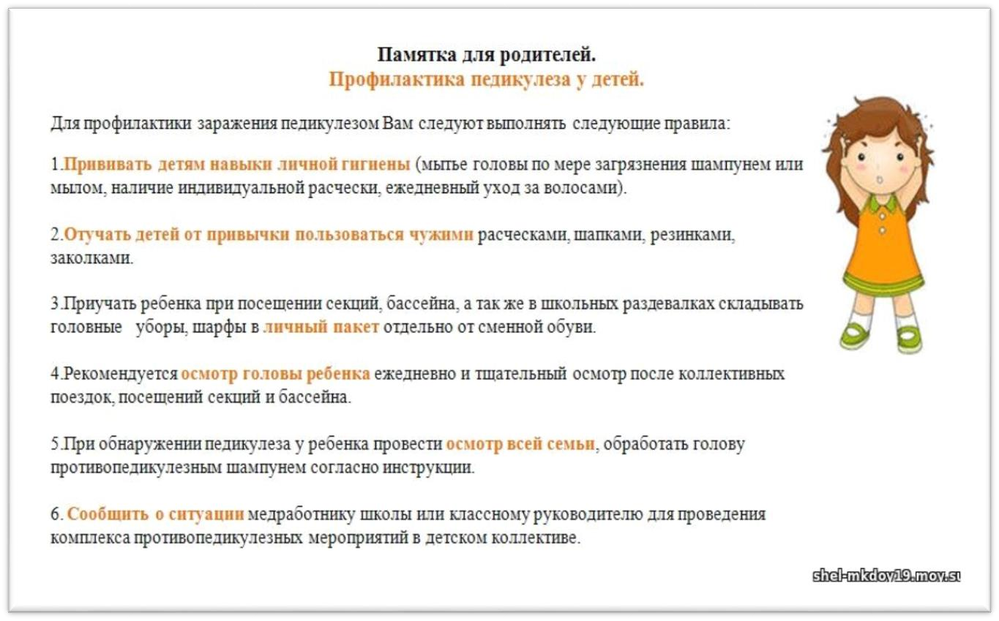 Памятка для родителей.
Профилактика педикулеза у детей.
Для профилактики заражения педикулезом Вам следуют выполнять следующие правила:
1.Прививать детям навыки личной гигиены (мытье головы по мере загрязнения шампунем или
мылом, наличие индивидуальной расчески, ежедневный уход за волосами).
2.Отучать детей от привычки пользоваться чужими расческами, шапками, резинками,
заколками.
3.Приучать ребенка при посещении секций, бассейна, а так же в школьных раздевалках складывать
головные уборы, шарфы в личный пакет отдельно от сменной обуви.
4.Рекомендуется осмотр головы ребенка ежедневно и тщательный осмотр после коллективных
поездок, посещений секций и бассейна.
5.При обнаружении педикулеза у ребенка провести осмотр всей семьи, обработать голову
противопедикулезным шампунем согласно инструкции.
6. Сообщить о ситуации медработнику школы или классному руководителю для проведения
комплекса противопедикулезных мероприятий в детском коллективе.
shel-mkdoy19.moy.su